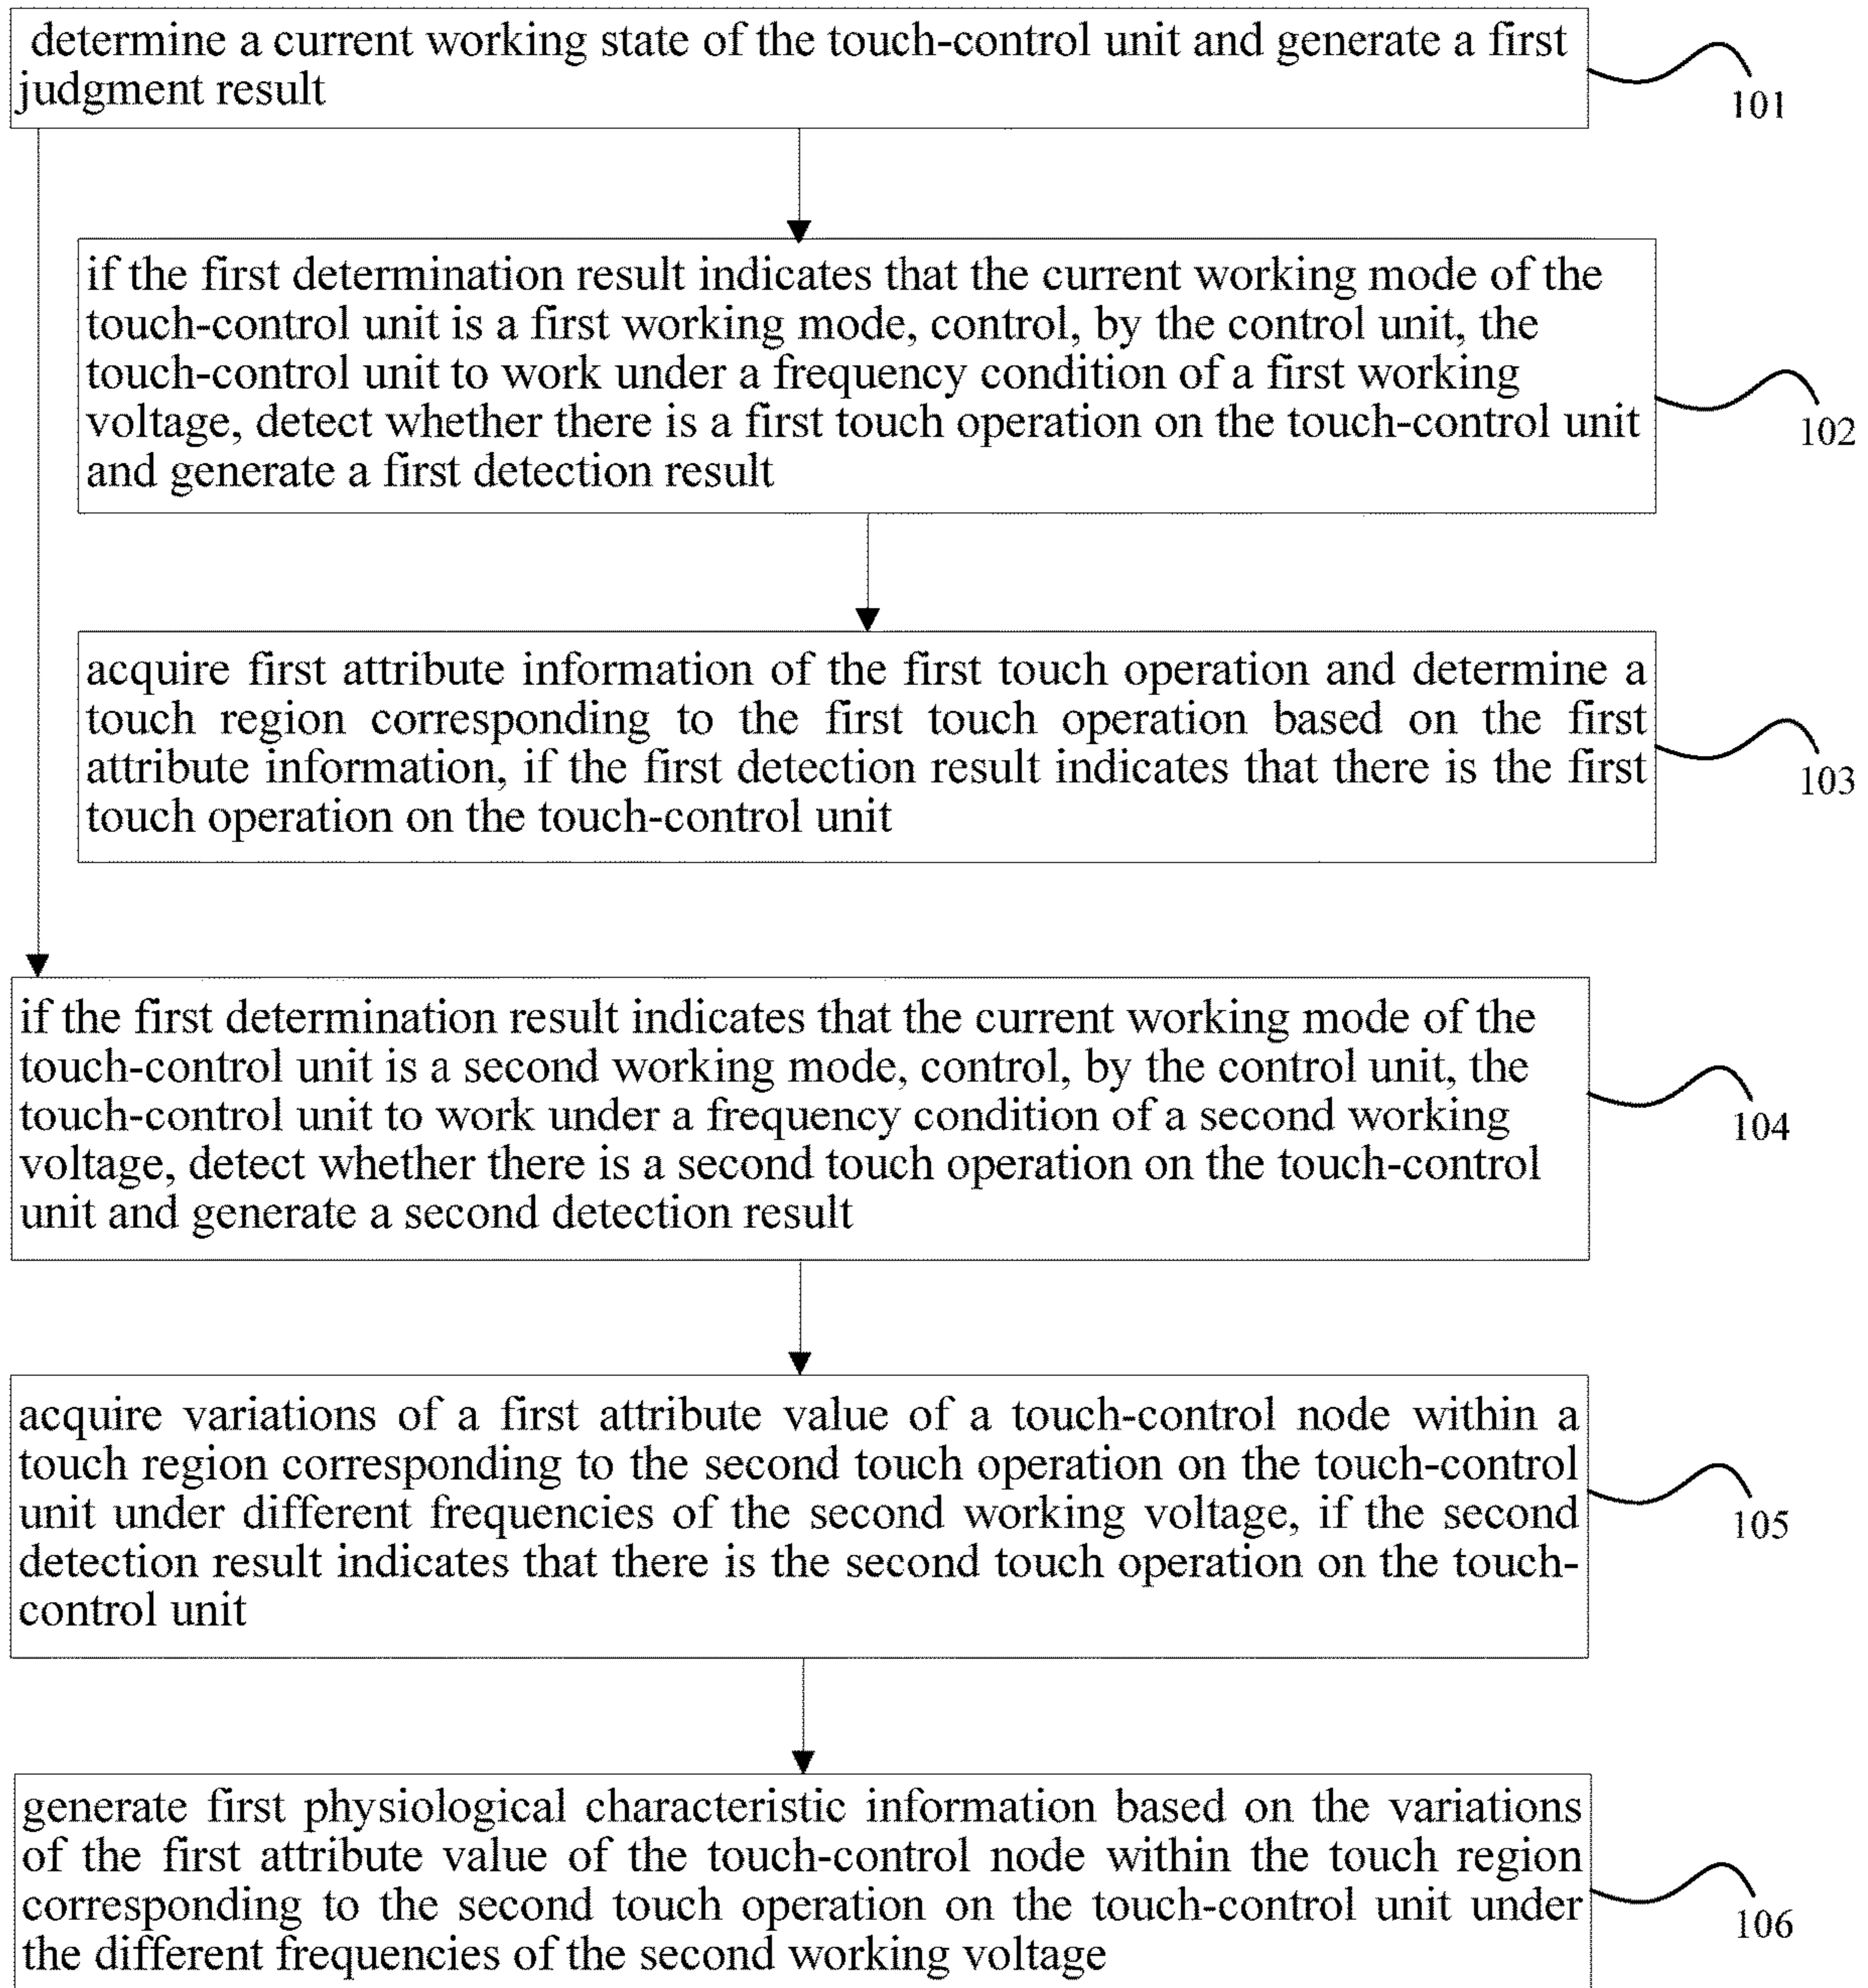 determine a current working state of the touch-control unit and generate a first
judgment result
101
if the first determination result indicates that the current working mode of the
touch-control unit is a first working mode, control, by the control unit, the
touch-control unit to work under a frequency condition of a first working
voltage, detect whether there is a first touch operation on the touch-control unit
and generate a first detection result
102
acquire first attribute information of the first touch operation and determine a
touch region corresponding to the first touch operation based on the first
attribute information, if the first detection result indicates that there is the first
touch operation on the touch-control unit
103
if the first determination result indicates that the current working mode of the
touch-control unit is a second working mode, control, by the control unit, the
touch-control unit to work under a frequency condition of a second working
voltage, detect whether there is a second touch operation on the touch-control
unit and generate a second detection result
104
acquire variations of a first attribute value of a touch-control node within a
touch region corresponding to the second touch operation on the touch-control
unit under different frequencies of the second working voltage, if the second
detection result indicates that there is the second touch operation on the touch-
control unit
105
generate first physiological characteristic information based on the variations
of the first attribute value of the touch-control node within the touch region
corresponding to the second touch operation on the touch-control unit under
the different frequencies of the second working voltage
106